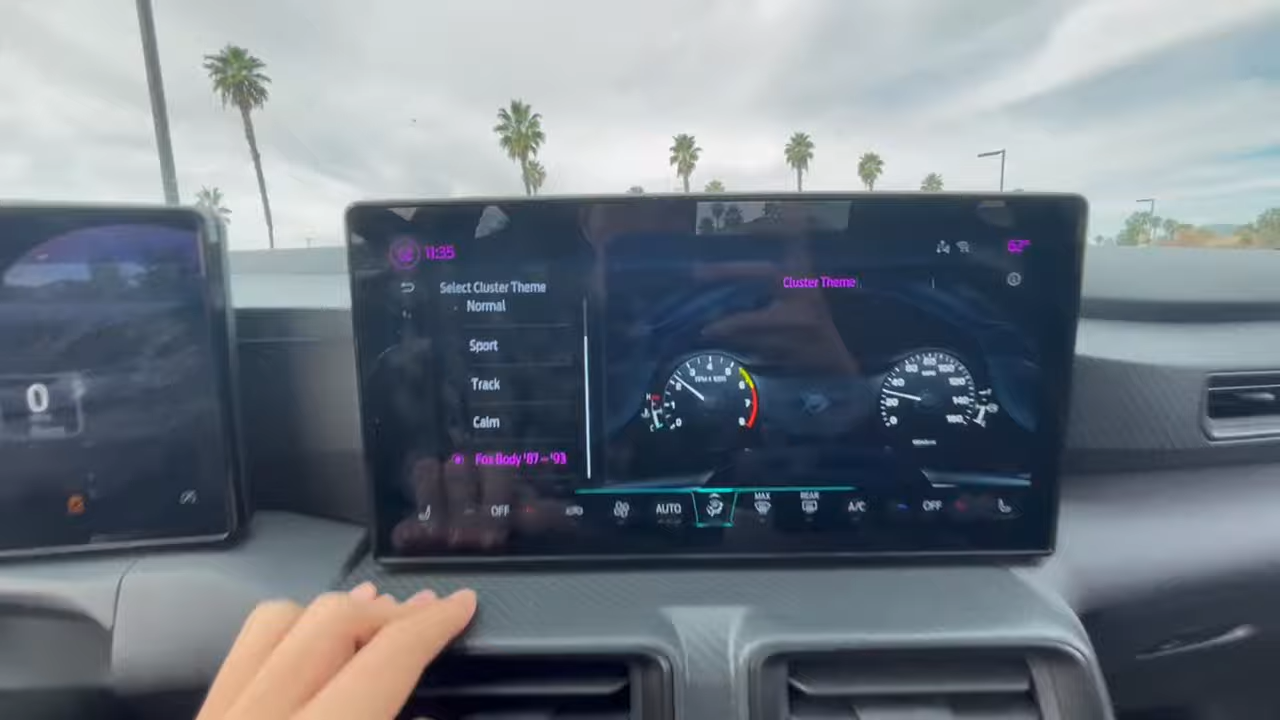 11:35
62°
Select Cluster Theme
Cluster Theme
Normal
Sport
Track
Calm
Fox Body '87 – '93
0
OFF
AUTO
MAX
REAR
A/C
OFF